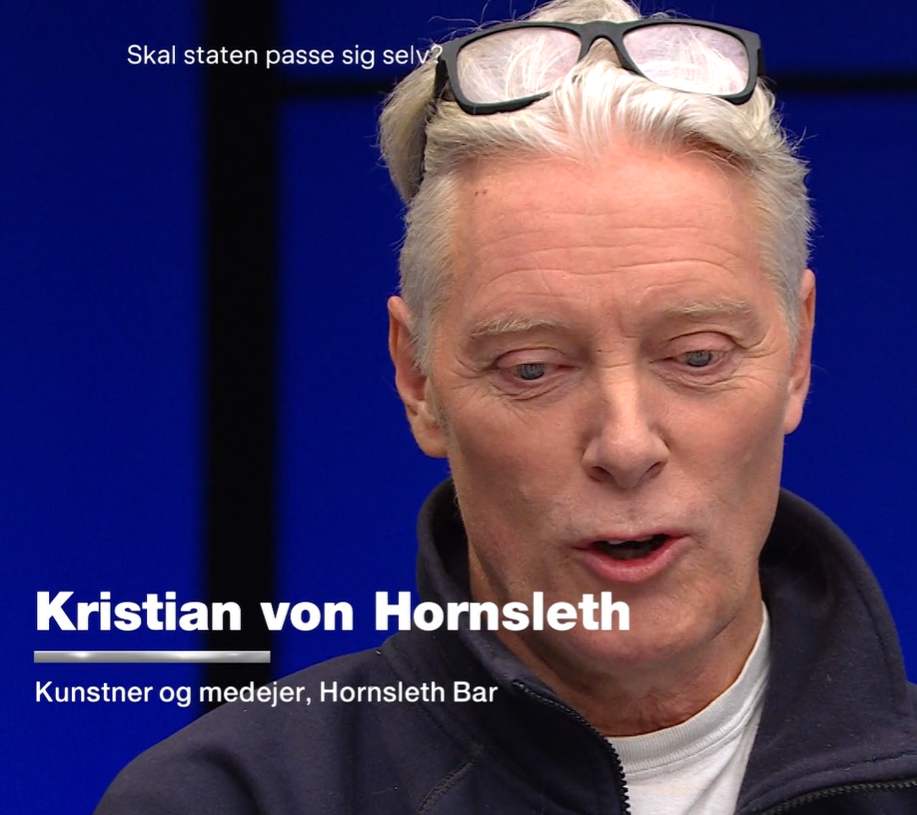 Skal staten passe sig selv?
Kristian von Hornsleth
Kunstner og medejer, Hornsleth Bar